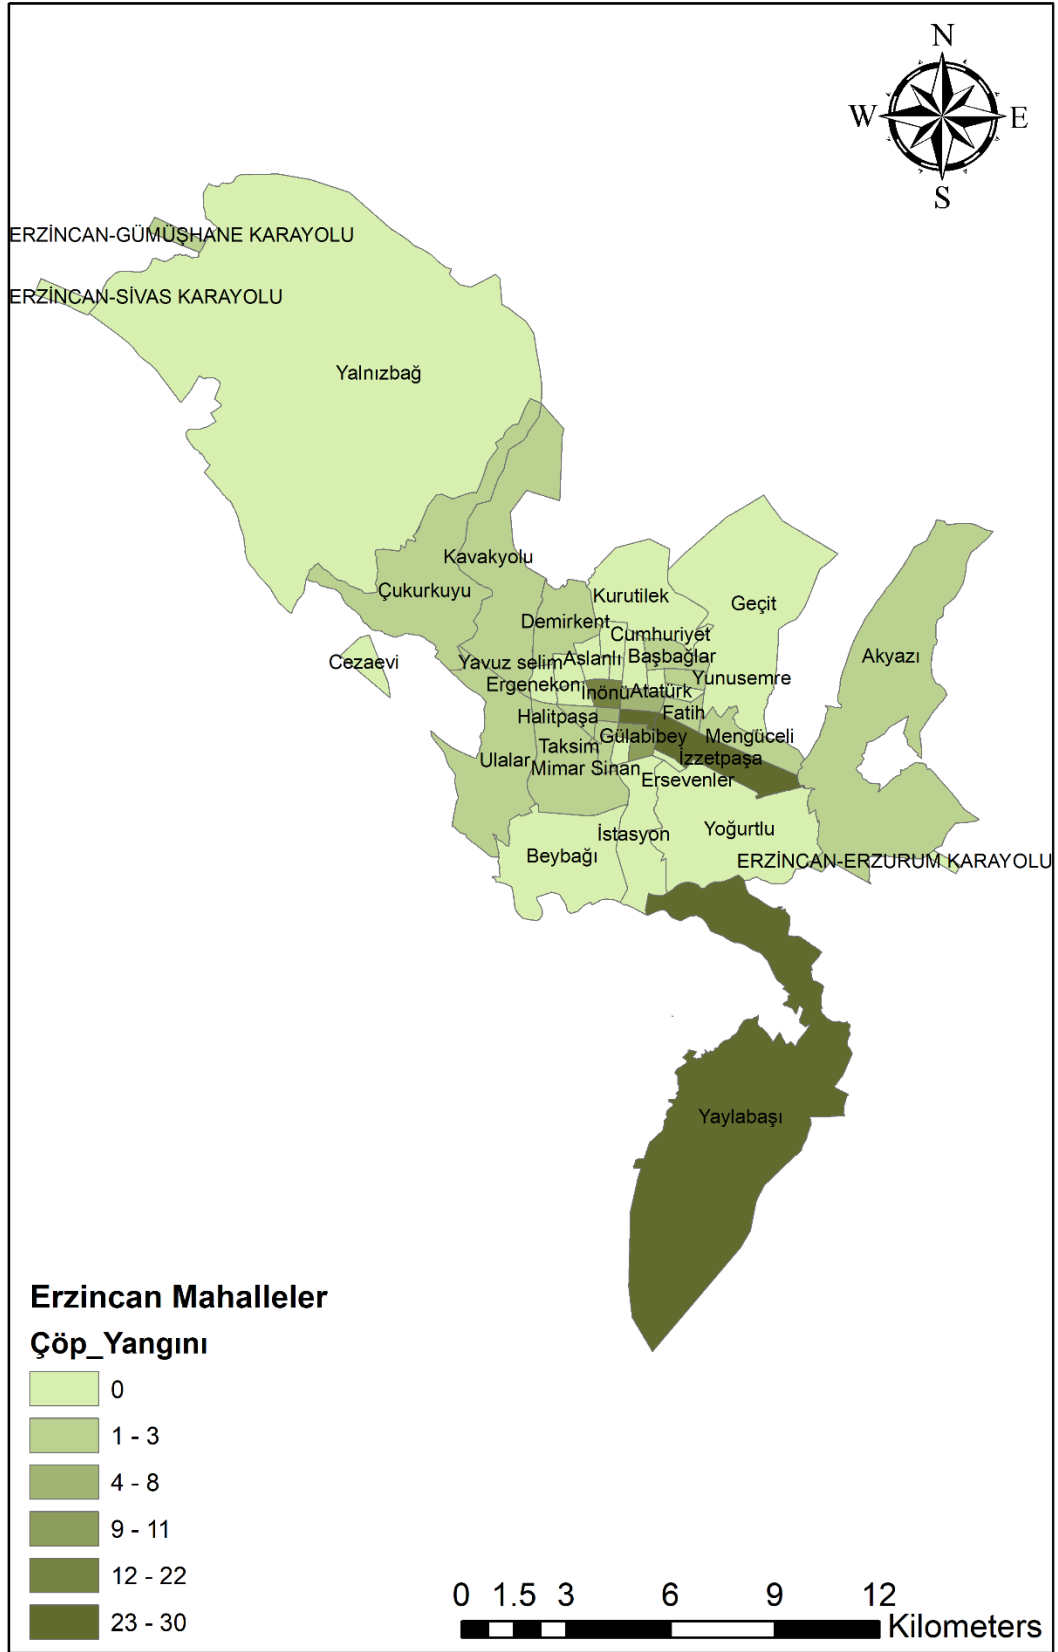 N
W E
S
ERZİNCAN-GÜMÜŞHANE KARAYOLU
ERZİNCAN-SİVAS KARAYOLU
Yalnızbağ
Kavakyolu
Çukurkuyu
Kurutilek
Geçit
Demirkent
Cumhuriyet
Cezaevi
Yavuz selim
Aslanlı
Başbağlar
Akyazı
Yunusemre
Ergenekon
İnönü
Atatürk
Halitpaşa
Fatih
Gülabibey
Mengüceli
Taksim
Ulalar
İzzetpaşa
Mimar Sinan
Ersevenler
İstasyon
Yoğurtlu
Beybağı
ERZİNCAN-ERZURUM KARAYOLU
Yaylabaşı
Erzincan Mahalleler
Çöp_Yangını
0
1 - 3
4 - 8
9 - 11
12 - 22
23 - 30
0 1.5 3 6 9 12
Kilometers